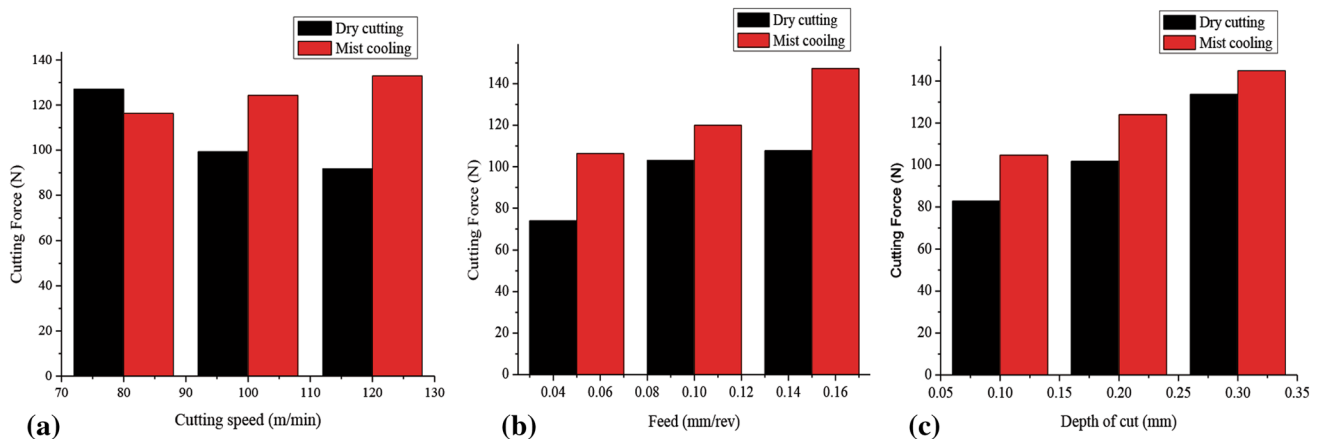 Dry cutting
Mist cooling
140
120
100
80
60
40
20
0
70 80 90 100 110 120 130
Cutting Force (N)
Cutting speed (m/min)
(a)
Dry cutting
Mist cooilng
140
120
100
80
60
40
20
0
0.04 0.06 0.08 0.10 0.12 0.14 0.16
Cutting Force (N)
Feed (mm/rev)
(b)
Dry cutting
Mist cooling
140
120
100
80
60
40
20
0
0.05 0.10 0.15 0.20 0.25 0.30 0.35
Cutting Force (N)
Depth of cut (mm)
(c)